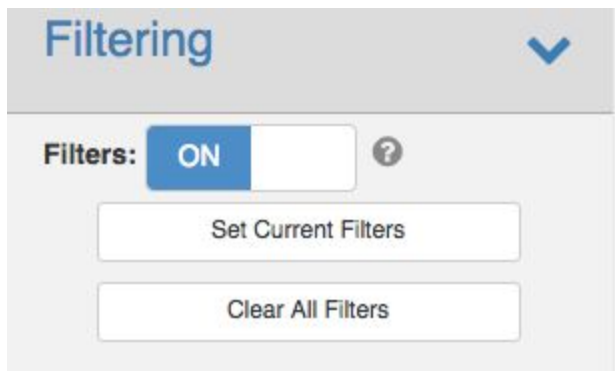 Filtering
Filters: ON ?
Set Current Filters
Clear All Filters